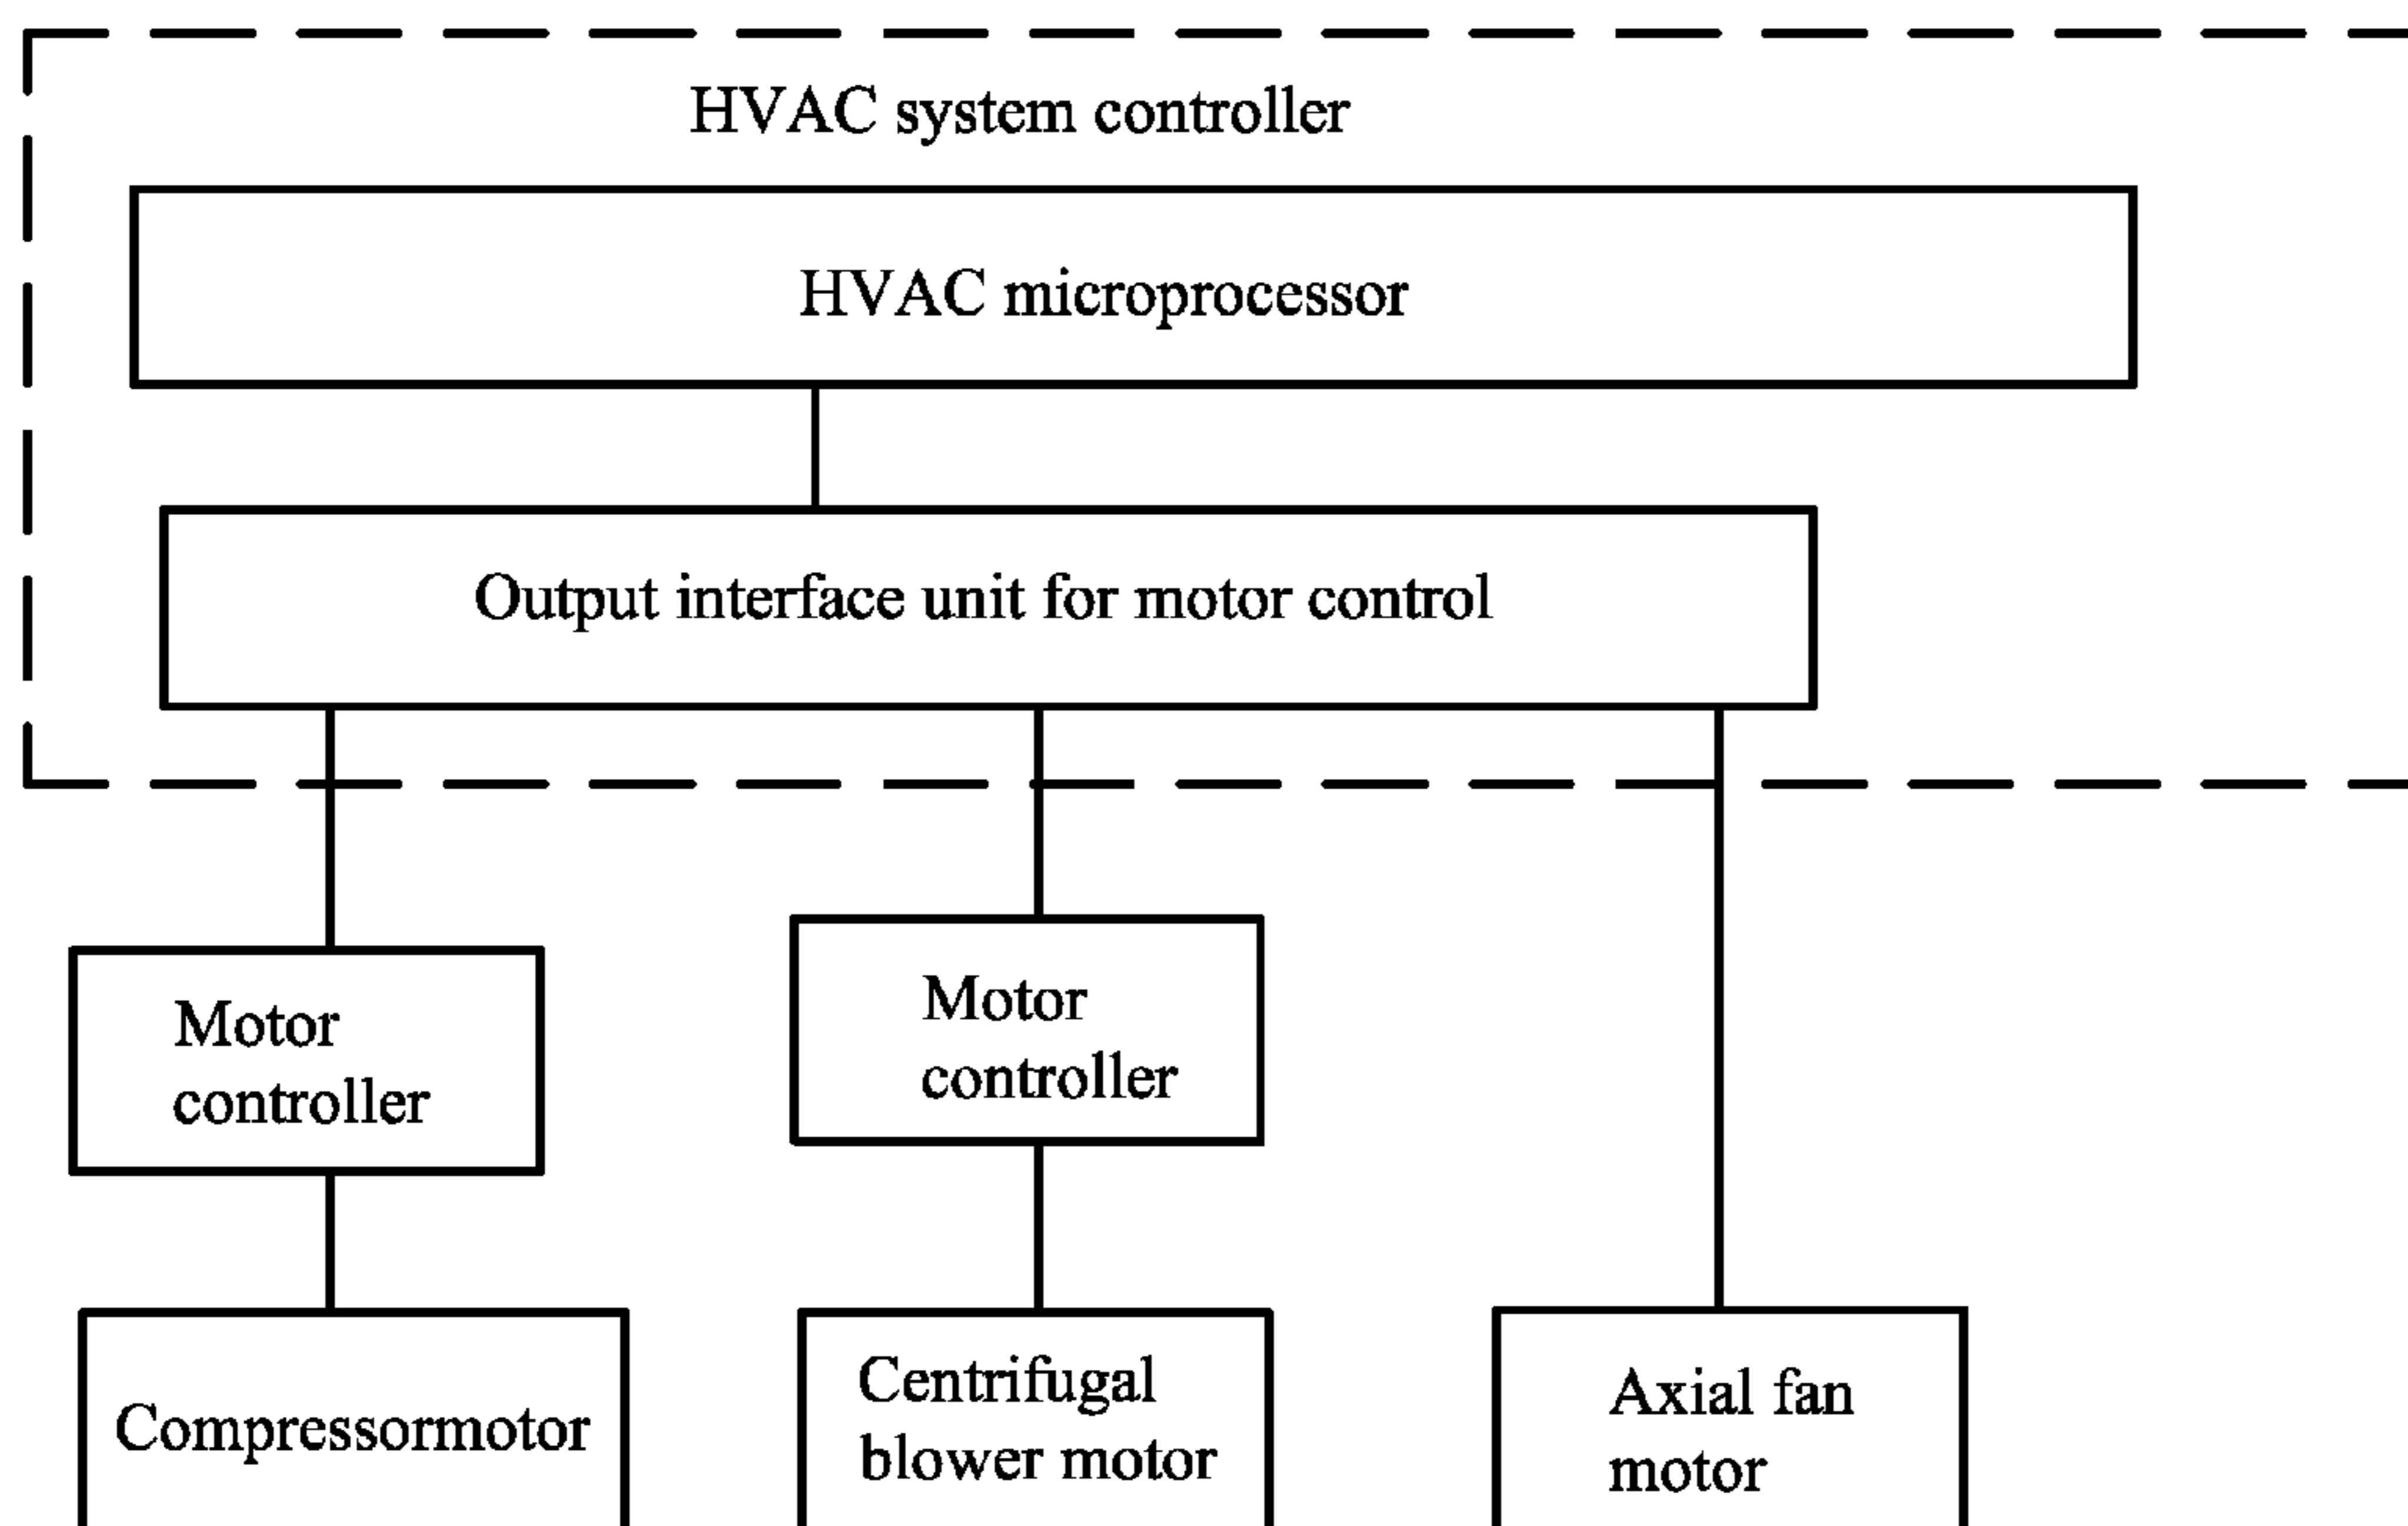 HVAC system controller
HVAC microprocessor
Output interface unit for motor control
Motor
controller
Motor
controller
Compressormotor
Centrifugal
blower motor
Axial fan
motor